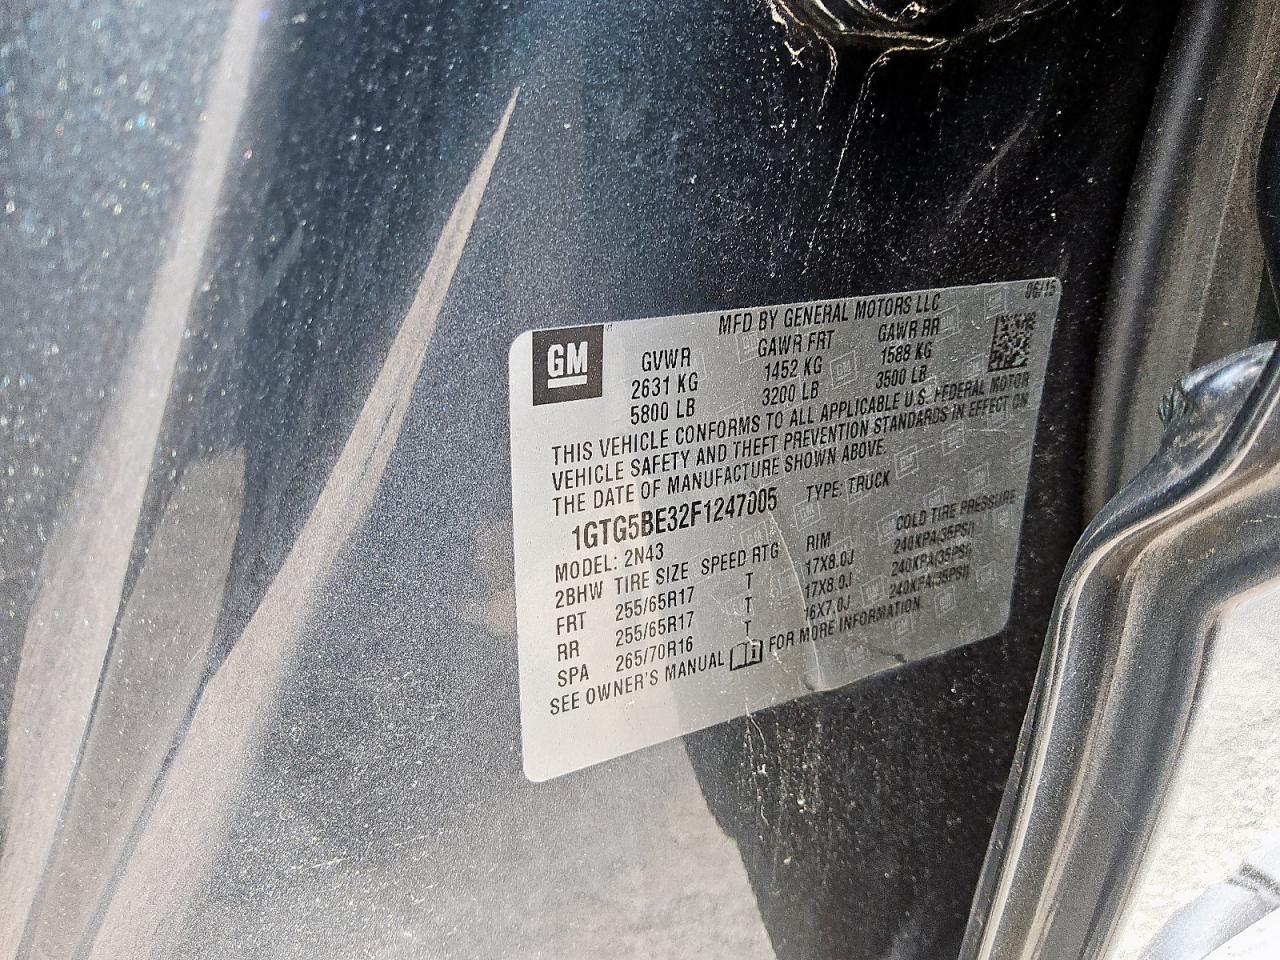 MFD BY GENERAL MOTORS LLC 06/15
GM GVWR GAWR FRT GAWR RR
2631 KG 1452 KG 1588 KG
5800 LB 3200 LB 3500 LB
THIS VEHICLE CONFORMS TO ALL APPLICABLE U.S. FEDERAL MOTOR
VEHICLE SAFETY AND THEFT PREVENTION STANDARDS IN EFFECT ON
THE DATE OF MANUFACTURE SHOWN ABOVE.
1GTG5BE32F1247005 TYPE: TRUCK
MODEL: 2N43
2BHW TIRE SIZE SPEED RTG RIM COLD TIRE PRESSURE
FRT 255/65R17 T 17X8.0J 240KPA(35PSI)
RR 255/65R17 T 17X8.0J 240KPA(35PSI)
SPA 265/70R16 T 16X7.0J 240KPA(35PSI)
SEE OWNER'S MANUAL FOR MORE INFORMATION.